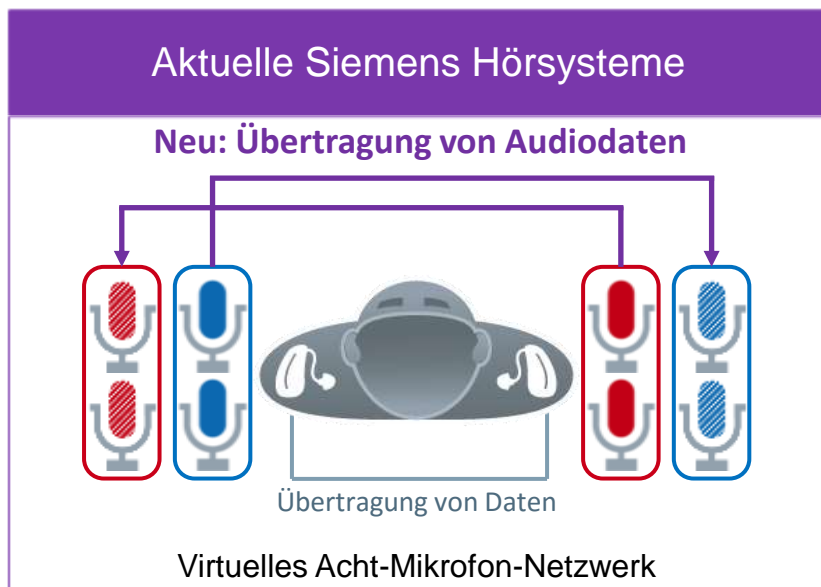 Aktuelle Siemens Hörsysteme
Neu: Übertragung von Audiodaten
Übertragung von Daten
Virtuelles Acht-Mikrofon-Netzwerk